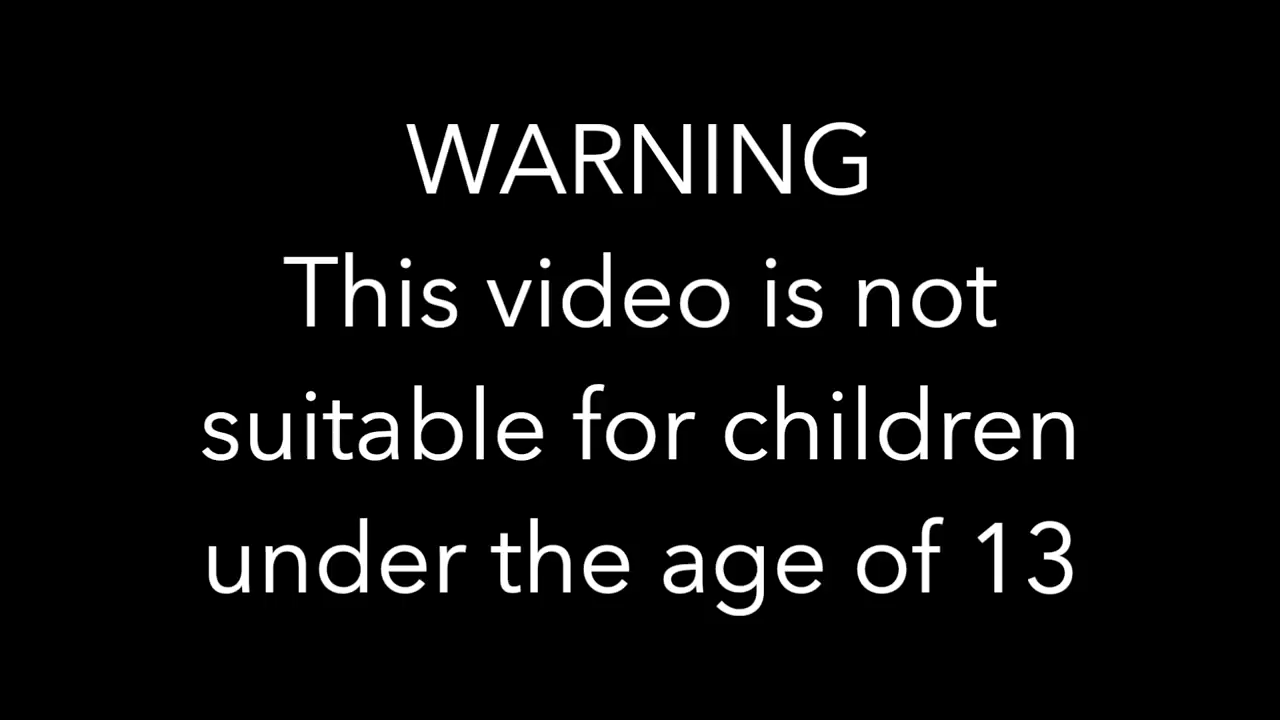 WARNING
This video is not
suitable for children
under the age of 13